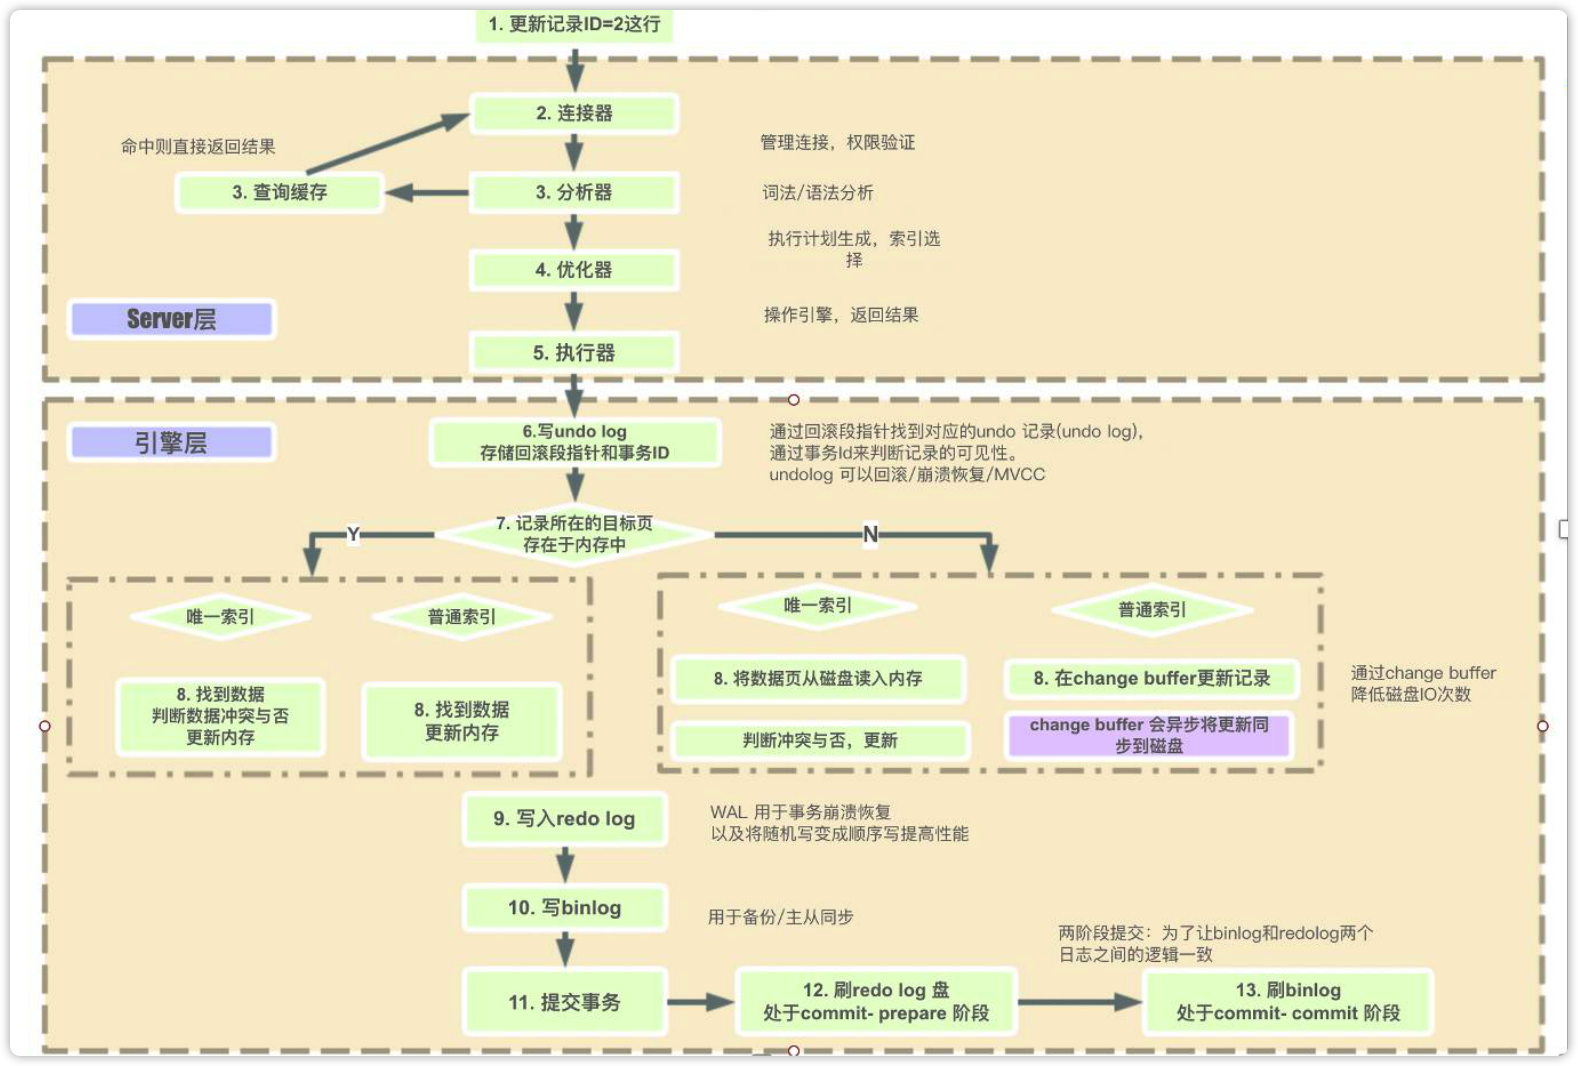 1. 更新记录ID=2这行
2. 连接器
管理连接，权限验证
命中则直接返回结果
3. 查询缓存
3. 分析器
词法/语法分析
执行计划生成，索引选
择
4. 优化器
Server层
操作引擎，返回结果
5. 执行器
引擎层
6.写undo log
存储回滚段指针和事务ID
通过回滚段指针找到对应的undo 记录(undo log)，
通过事务Id来判断记录的可见性。
undolog 可以回滚/崩溃恢复/MVCC
7. 记录所在的目标页
存在于内存中
Y
N
唯一索引
普通索引
唯一索引
普通索引
8. 找到数据
判断数据冲突与否
更新内存
8. 找到数据
更新内存
8. 将数据页从磁盘读入内存
判断冲突与否，更新
8. 在change buffer更新记录
change buffer 会异步将更新同
步到磁盘
通过change buffer
降低磁盘IO次数
9. 写入redo log
WAL 用于事务崩溃恢复
以及将随机写变成顺序写提高性能
10. 写binlog
用于备份/主从同步
两阶段提交：为了让binlog和redolog两个
日志之间的逻辑一致
11. 提交事务
12. 刷redo log 盘
处于commit- prepare 阶段
13. 刷binlog
处于commit- commit 阶段